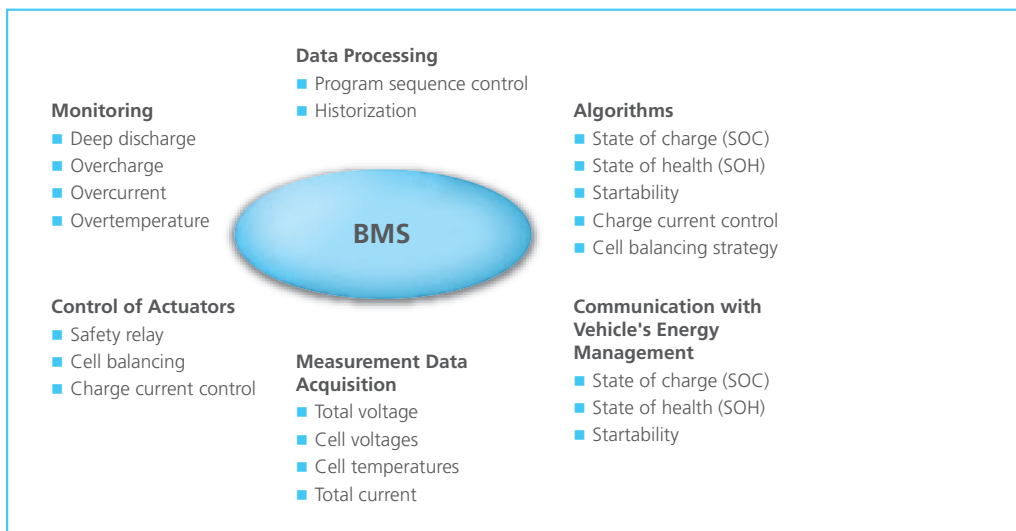 Data Processing
Program sequence control
Historization
Monitoring
Deep discharge
Overcharge
Overcurrent
Overtemperature
Algorithms
State of charge (SOC)
State of health (SOH)
Startability
Charge current control
Cell balancing strategy
BMS
Control of Actuators
Safety relay
Cell balancing
Charge current control
Measurement Data
Acquisition
Total voltage
Cell voltages
Cell temperatures
Total current
Communication with
Vehicle's Energy
Management
State of charge (SOC)
State of health (SOH)
Startability